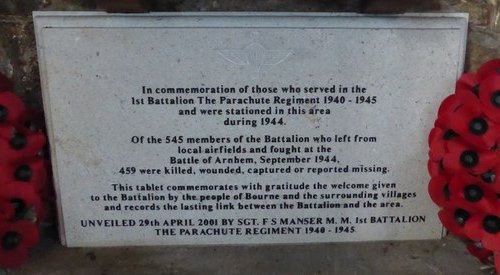 In commemoration of those who served in the
1st Battalion The Parachute Regiment 1940 - 1945
and were stationed in this area
during 1944.
Of the 545 members of the Battalion who left from
local airfields and fought at the
Battle of Arnhem, September 1944,
459 were killed, wounded, captured or reported missing.
This tablet commemorates with gratitude the welcome given
to the Battalion by the people of Bourne and the surrounding villages
and records the lasting link between the Battalion and the area.
UNVEILED 29th APRIL 2001 BY SGT. F S MANSER M. M. 1st BATTALION
THE PARACHUTE REGIMENT 1940 - 1945